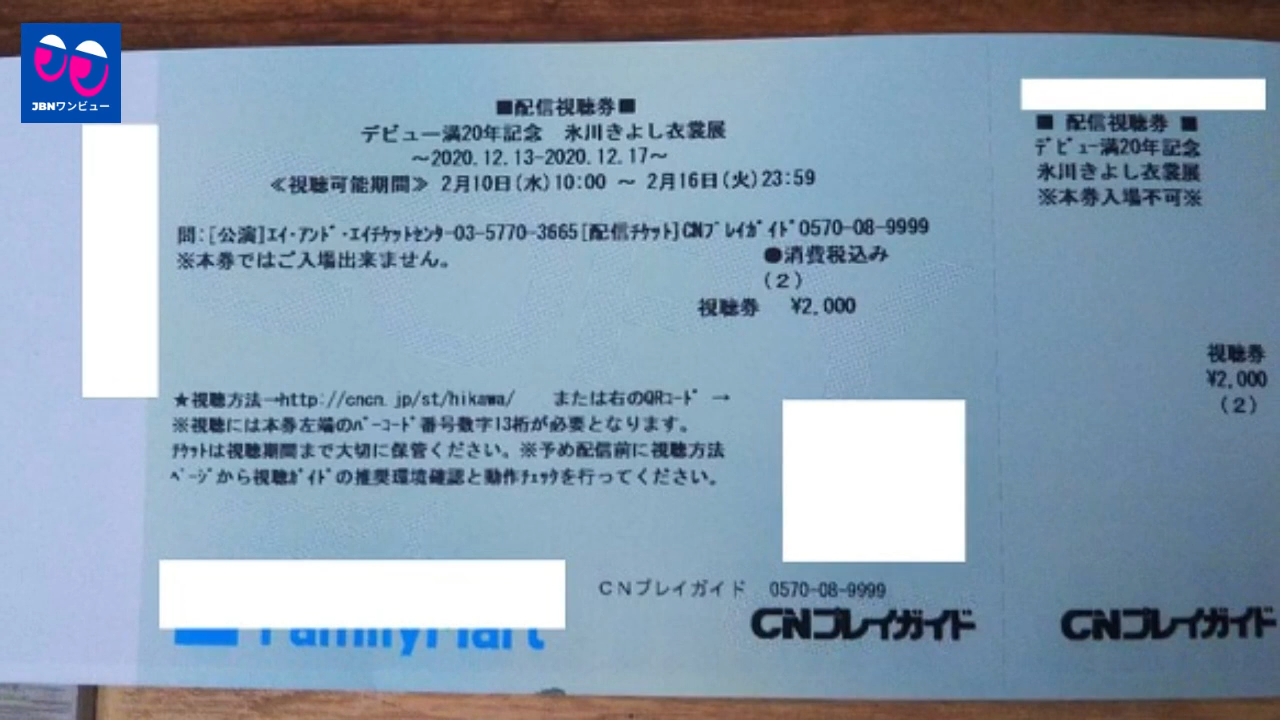 JBNワンビュー
■配信視聴券■
デビュー満20年記念　氷川きよし衣裳展
～2020.12.13-2020.12.17～
≪視聴可能期間≫ 2月10日(水)10:00 ～ 2月16日(火)23:59
問:[公演]ｴｲ・ｱﾝﾄﾞ・ｴｲﾁｹｯﾄｾﾝﾀ-03-5770-3665[配信ﾁｹｯﾄ]CNﾌﾟﾚｲｶﾞｲﾄﾞ0570-08-9999
※本券ではご入場出来ません。
●消費税込み
(2)
視聴券　¥2,000
★視聴方法→http://cncn.jp/st/hikawa/　または右のQRｺｰﾄﾞ →
※視聴には本券左端のﾊﾞｰｺｰﾄﾞ番号数字13桁が必要となります。
ﾁｹｯﾄは視聴期間まで大切に保管ください。※予め配信前に視聴方法
ﾍﾟｰｼﾞから視聴ｶﾞｲﾄﾞの推奨環境確認と動作ﾁｪｯｸを行ってください。
CNプレイガイド　0570-08-9999
FamilyMart
CNプレイガイド
■ 配信視聴券 ■
ﾃﾞﾋﾞｭｰ満20年記念
氷川きよし衣裳展
※本券入場不可※
視聴券
¥2,000
(2)
CNプレイガイド